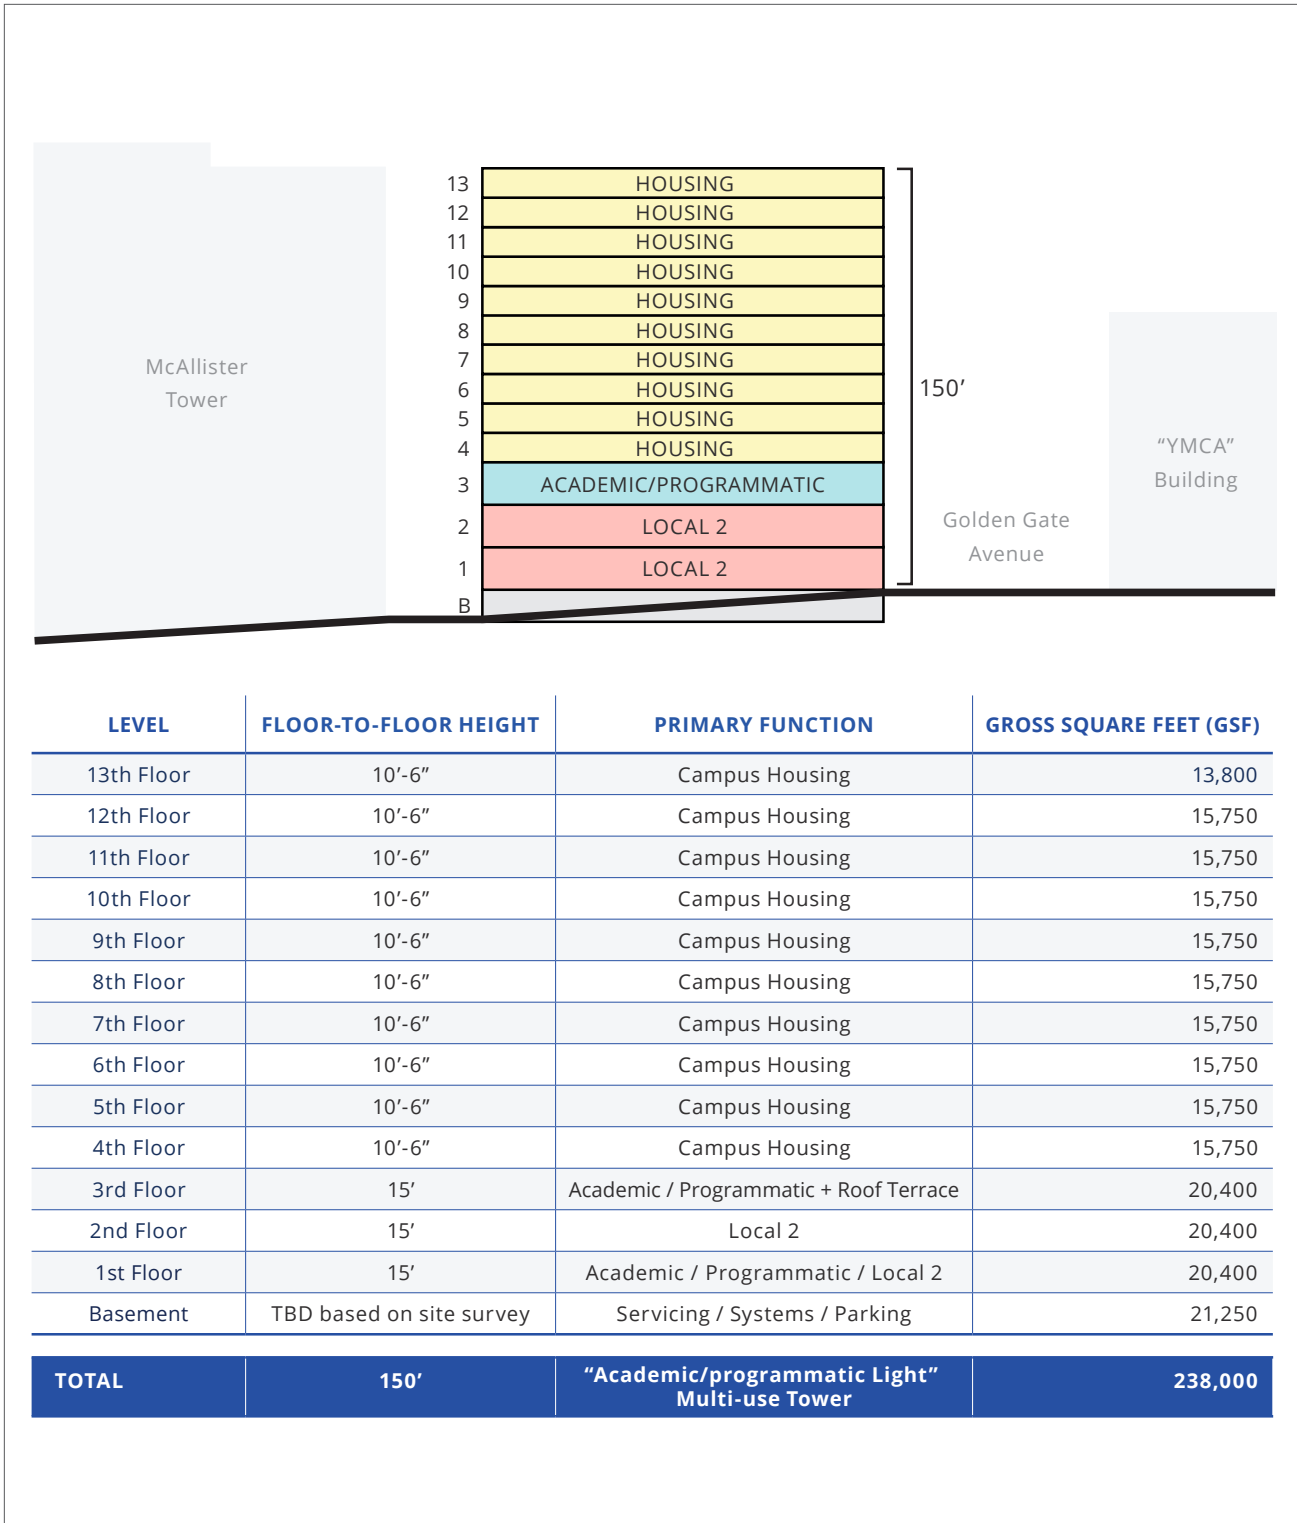 13 HOUSING
12 HOUSING
11 HOUSING
10 HOUSING
9 HOUSING
8 HOUSING
7 HOUSING
6 HOUSING
5 HOUSING
4 HOUSING
3 ACADEMIC/PROGRAMMATIC
2 LOCAL 2
1 LOCAL 2
B
McAllister
Tower
150’
“YMCA”
Building
Golden Gate
Avenue
LEVEL FLOOR-TO-FLOOR HEIGHT PRIMARY FUNCTION GROSS SQUARE FEET (GSF)
13th Floor 10’-6” Campus Housing 13,800
12th Floor 10’-6” Campus Housing 15,750
11th Floor 10’-6” Campus Housing 15,750
10th Floor 10’-6” Campus Housing 15,750
9th Floor 10’-6” Campus Housing 15,750
8th Floor 10’-6” Campus Housing 15,750
7th Floor 10’-6” Campus Housing 15,750
6th Floor 10’-6” Campus Housing 15,750
5th Floor 10’-6” Campus Housing 15,750
4th Floor 10’-6” Campus Housing 15,750
3rd Floor 15’ Academic / Programmatic + Roof Terrace 20,400
2nd Floor 15’ Local 2 20,400
1st Floor 15’ Academic / Programmatic / Local 2 20,400
Basement TBD based on site survey Servicing / Systems / Parking 21,250
TOTAL 150’ “Academic/programmatic Light” 238,000
Multi-use Tower